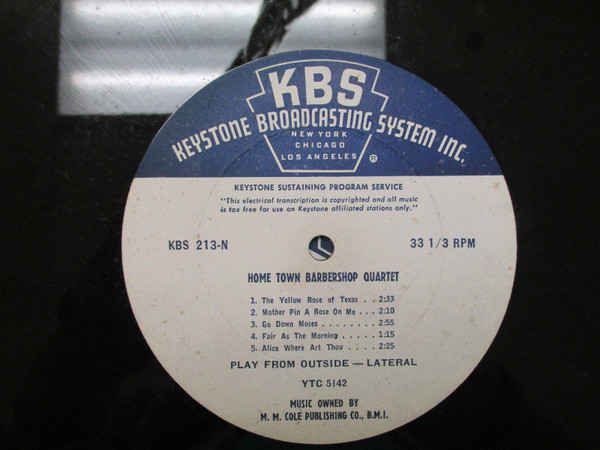 KBS
KEYSTONE BROADCASTING SYSTEM INC.
NEW YORK
CHICAGO
LOS ANGELES ®
KEYSTONE SUSTAINING PROGRAM SERVICE
"This electrical transcription is copyrighted and all music
is tax free for use on Keystone affiliated stations only."
KBS 213-N 33 1/3 RPM
HOME TOWN BARBERSHOP QUARTET
1. The Yellow Rose of Texas . . 2:33
2. Mother Pin A Rose On Me . . . 2:10
3. Go Down Moses . . . . . . . . 2:55
4. Fair As The Morning . . . . . 1:15
5. Alice Where Art Thou . . . . 2:25
PLAY FROM OUTSIDE — LATERAL
YTC 5142
MUSIC OWNED BY
M. M. COLE PUBLISHING CO., B.M.I.